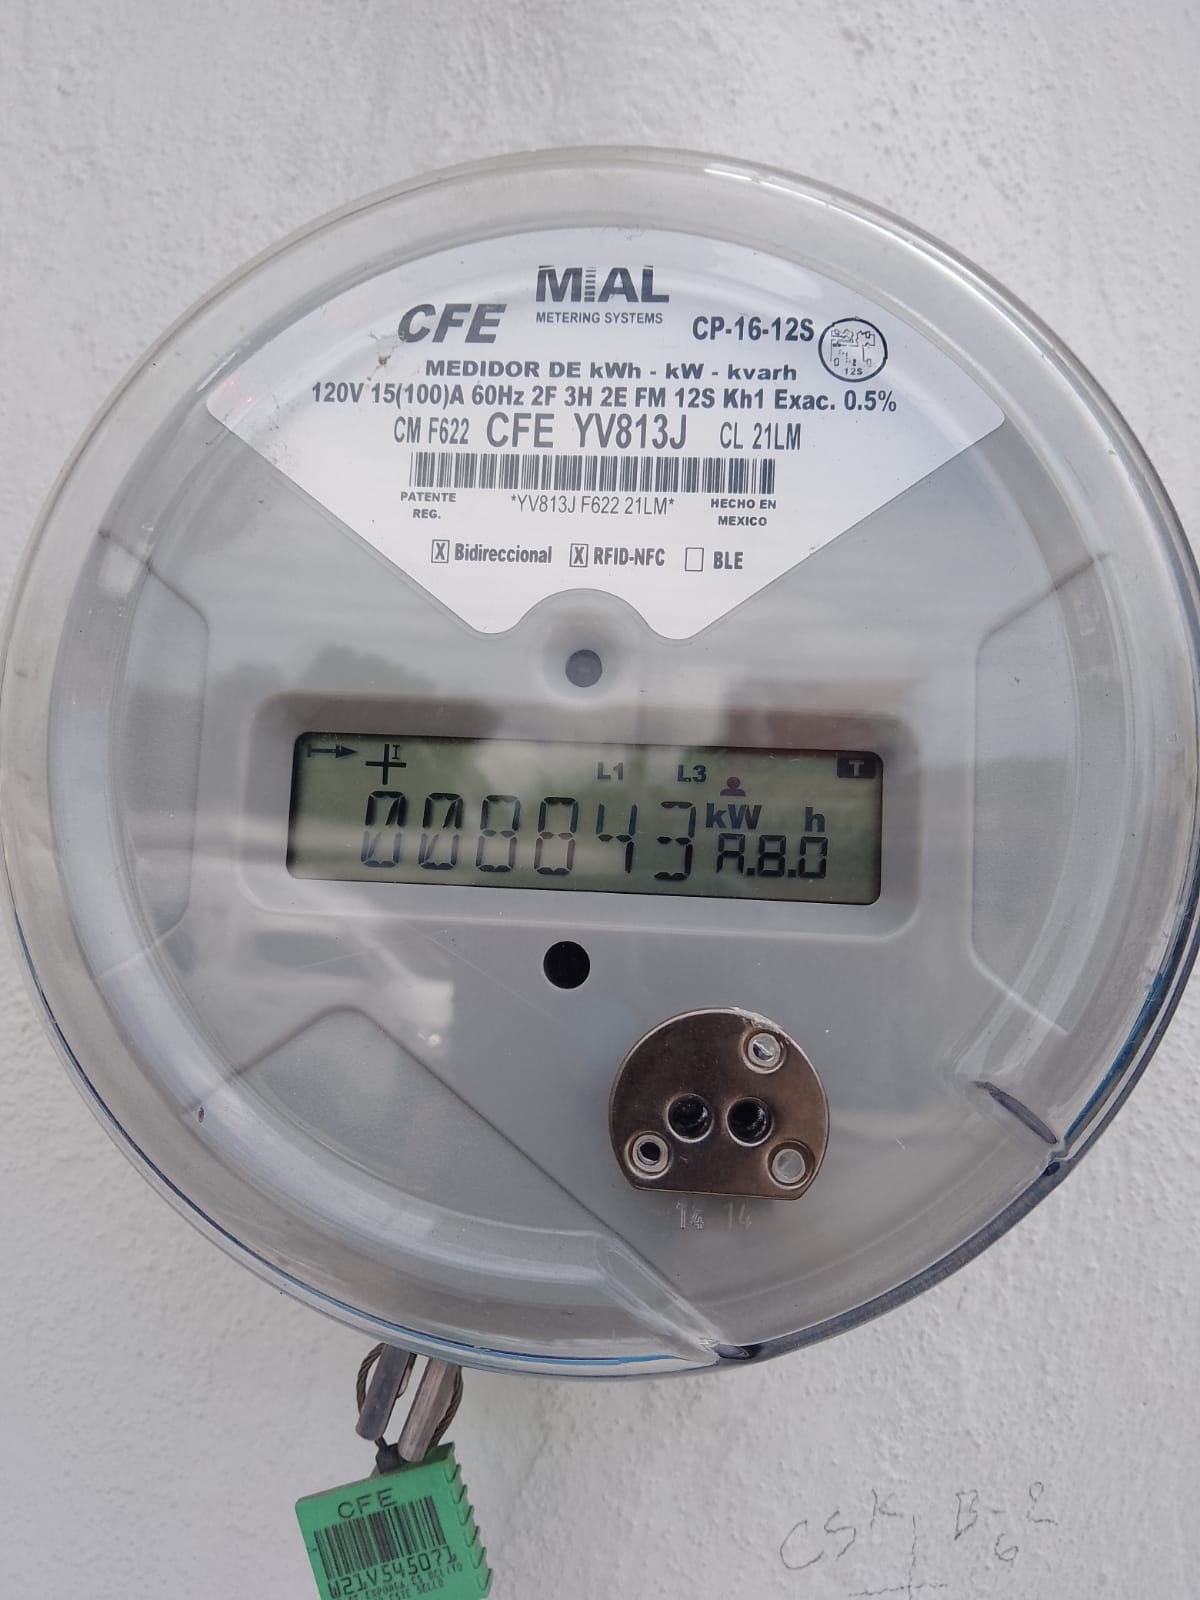 MIAL
METERING SYSTEMS
CFE
CP-16-12S
12S
MEDIDOR DE kWh - kW - kvarh
120V 15(100)A 60Hz 2F 3H 2E FM 12S Kh1 Exac. 0.5%
CM F622 CFE YV813J CL 21LM
PATENTE REG.
*YV813J F622 21LM*
HECHO EN MEXICO
X Bidireccional X RFID-NFC BLE
I L1 L3 T
008843 kW h
A.8.0
14 14
CFE
W21V545071